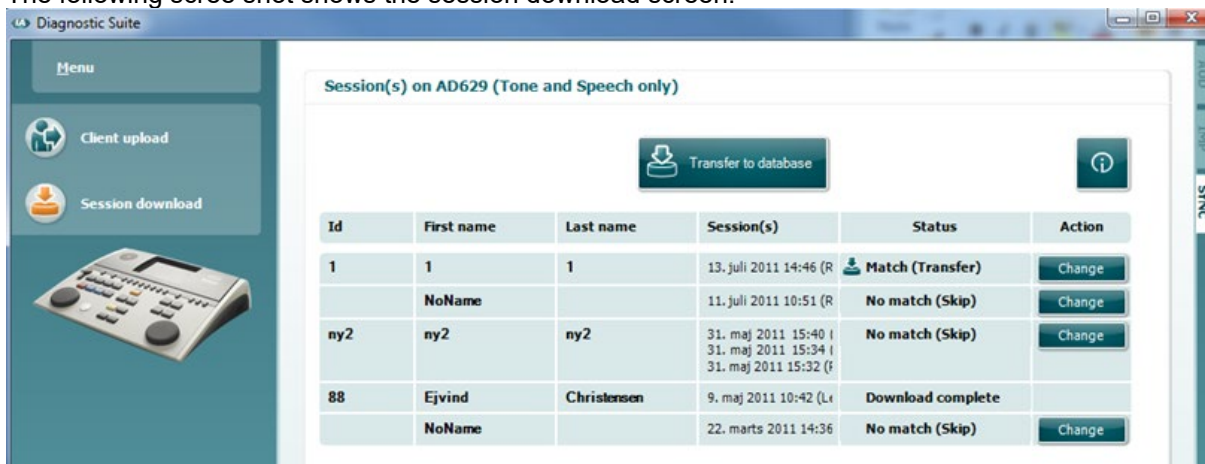 The following scree shot shows the session download screen:
Diagnostic Suite
Menu
Client upload
Session download
Session(s) on AD629 (Tone and Speech only)
Transfer to database
Id First name Last name Session(s) Status Action
1 1 1 13. juli 2011 14:46 (R Match (Transfer) Change
NoName 11. juli 2011 10:51 (R No match (Skip) Change
ny2 ny2 ny2 31. maj 2011 15:40 ( No match (Skip) Change
31. maj 2011 15:34 (
31. maj 2011 15:32 (R
88 Ejvind Christensen 9. maj 2011 10:42 (Le Download complete
NoName 22. marts 2011 14:36 No match (Skip) Change
AUD
IMP
SYNC